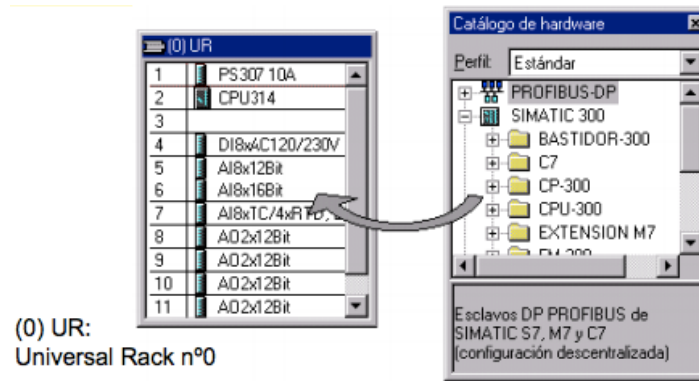 (0) UR
1 PS307 10A
2 CPU314
3
4 DI8xAC120/230V
5 AI8x12Bit
6 AI8x16Bit
7 AI8xTC/4xRTD,
8 AO2x12Bit
9 AO2x12Bit
10 AO2x12Bit
11 AO2x12Bit
(0) UR:
Universal Rack nº0
Catálogo de hardware
Perfil: Estándar
PROFIBUS-DP
SIMATIC 300
BASTIDOR-300
C7
CP-300
CPU-300
EXTENSION M7
Esclavos DP PROFIBUS de
SIMATIC S7, M7 y C7
(configuración descentralizada)